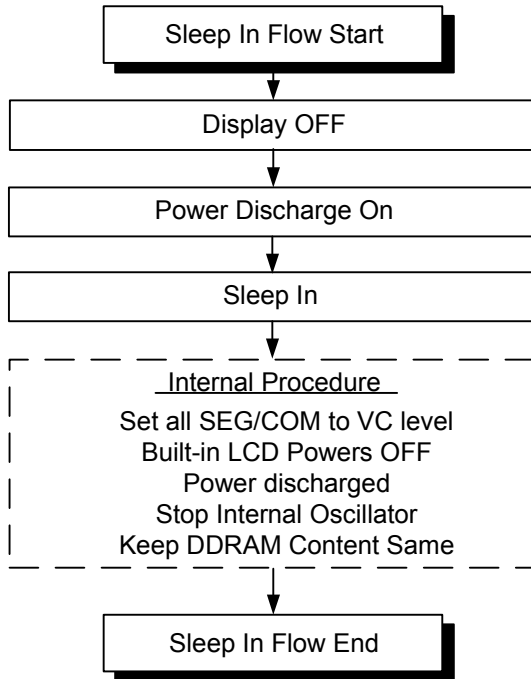 Sleep In Flow Start
Display OFF
Power Discharge On
Sleep In
Internal Procedure
Set all SEG/COM to VC level
Built-in LCD Powers OFF
Power discharged
Stop Internal Oscillator
Keep DDRAM Content Same
Sleep In Flow End